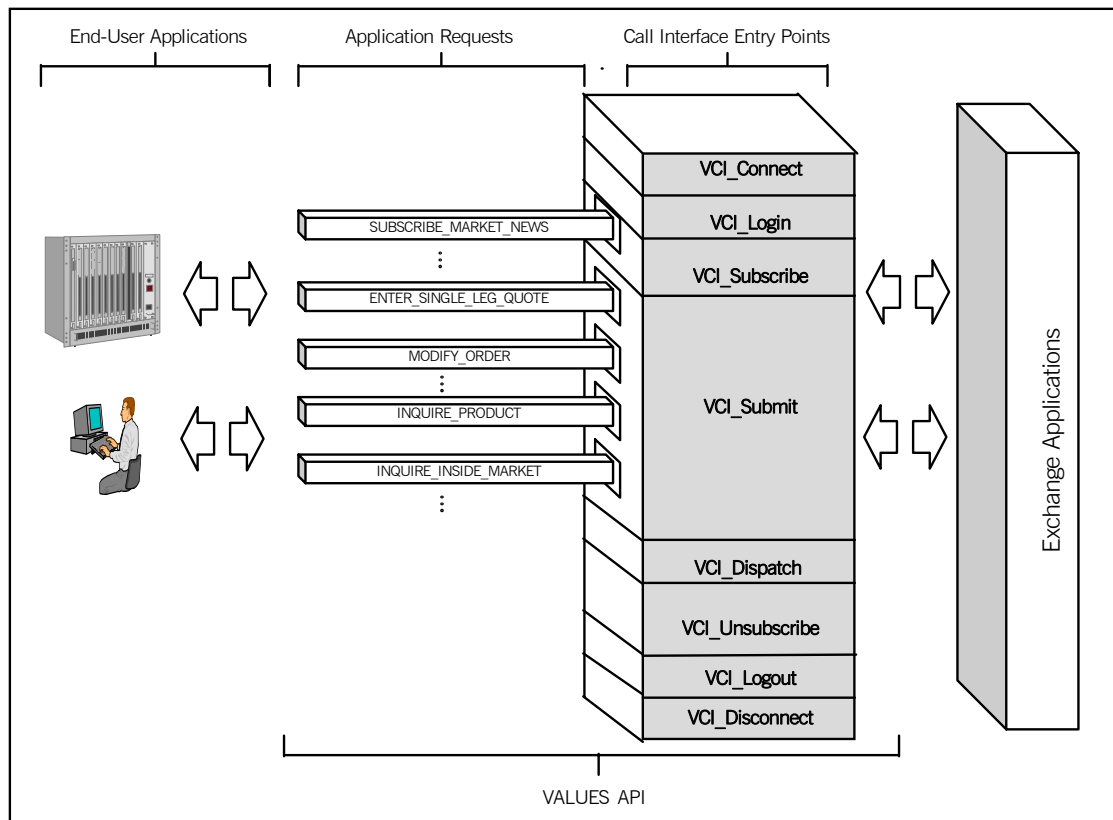 End-User Applications
Application Requests
Call Interface Entry Points
VCI_Connect
SUBSCRIBE_MARKET_NEWS
VCI_Login
VCI_Subscribe
ENTER_SINGLE_LEG_QUOTE
MODIFY_ORDER
INQUIRE_PRODUCT
VCI_Submit
INQUIRE_INSIDE_MARKET
VCI_Dispatch
VCI_Unsubscribe
VCI_Logout
VCI_Disconnect
Exchange Applications
VALUES API